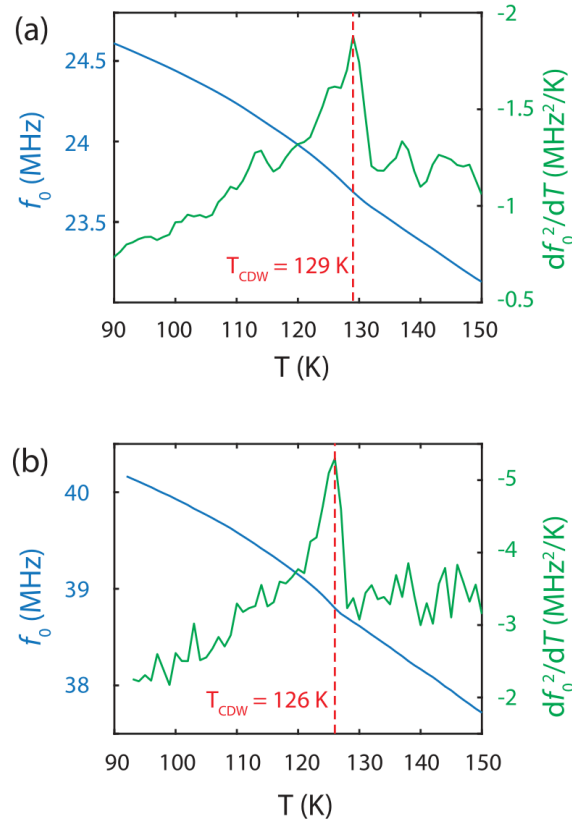 (a)
f₀ (MHz)
24.5
24
23.5
-2
-1.5
-1
-0.5
df₀²/dT (MHz²/K)
T_CDW = 129 K
90 100 110 120 130 140 150
T (K)
(b)
f₀ (MHz)
40
39
38
-5
-4
-3
-2
df₀²/dT (MHz²/K)
T_CDW = 126 K
90 100 110 120 130 140 150
T (K)